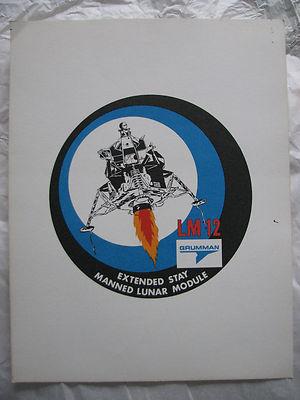 LM 12
GRUMMAN
EXTENDED STAY
MANNED LUNAR MODULE